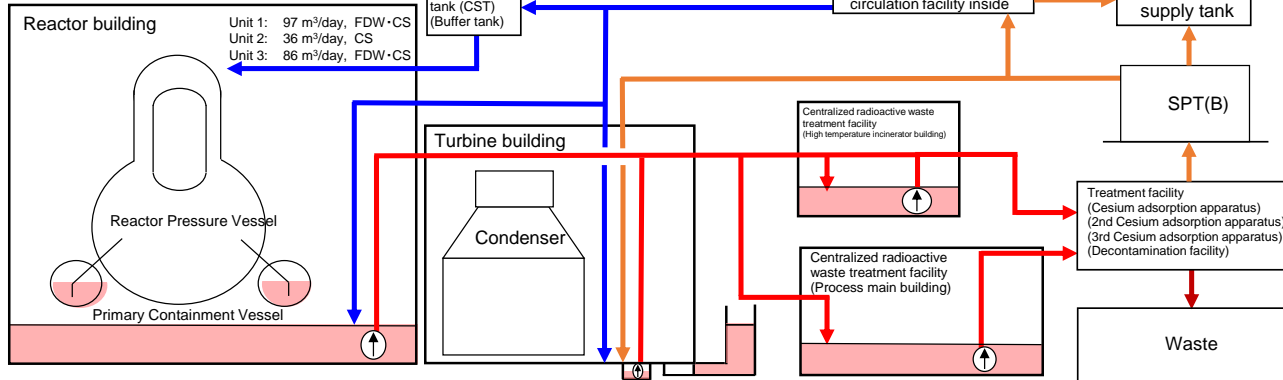 Reactor building
Unit 1: 97 m³/day, FDW・CS
Unit 2: 36 m³/day, CS
Unit 3: 86 m³/day, FDW・CS
tank (CST)
(Buffer tank)
circulation facility inside
supply tank
SPT(B)
Centralized radioactive waste
treatment facility
(High temperature incinerator building)
Turbine building
Reactor Pressure Vessel
Condenser
Treatment facility
(Cesium adsorption apparatus)
(2nd Cesium adsorption apparatus)
(3rd Cesium adsorption apparatus)
(Decontamination facility)
Centralized radioactive
waste treatment facility
(Process main building)
Primary Containment Vessel
Waste